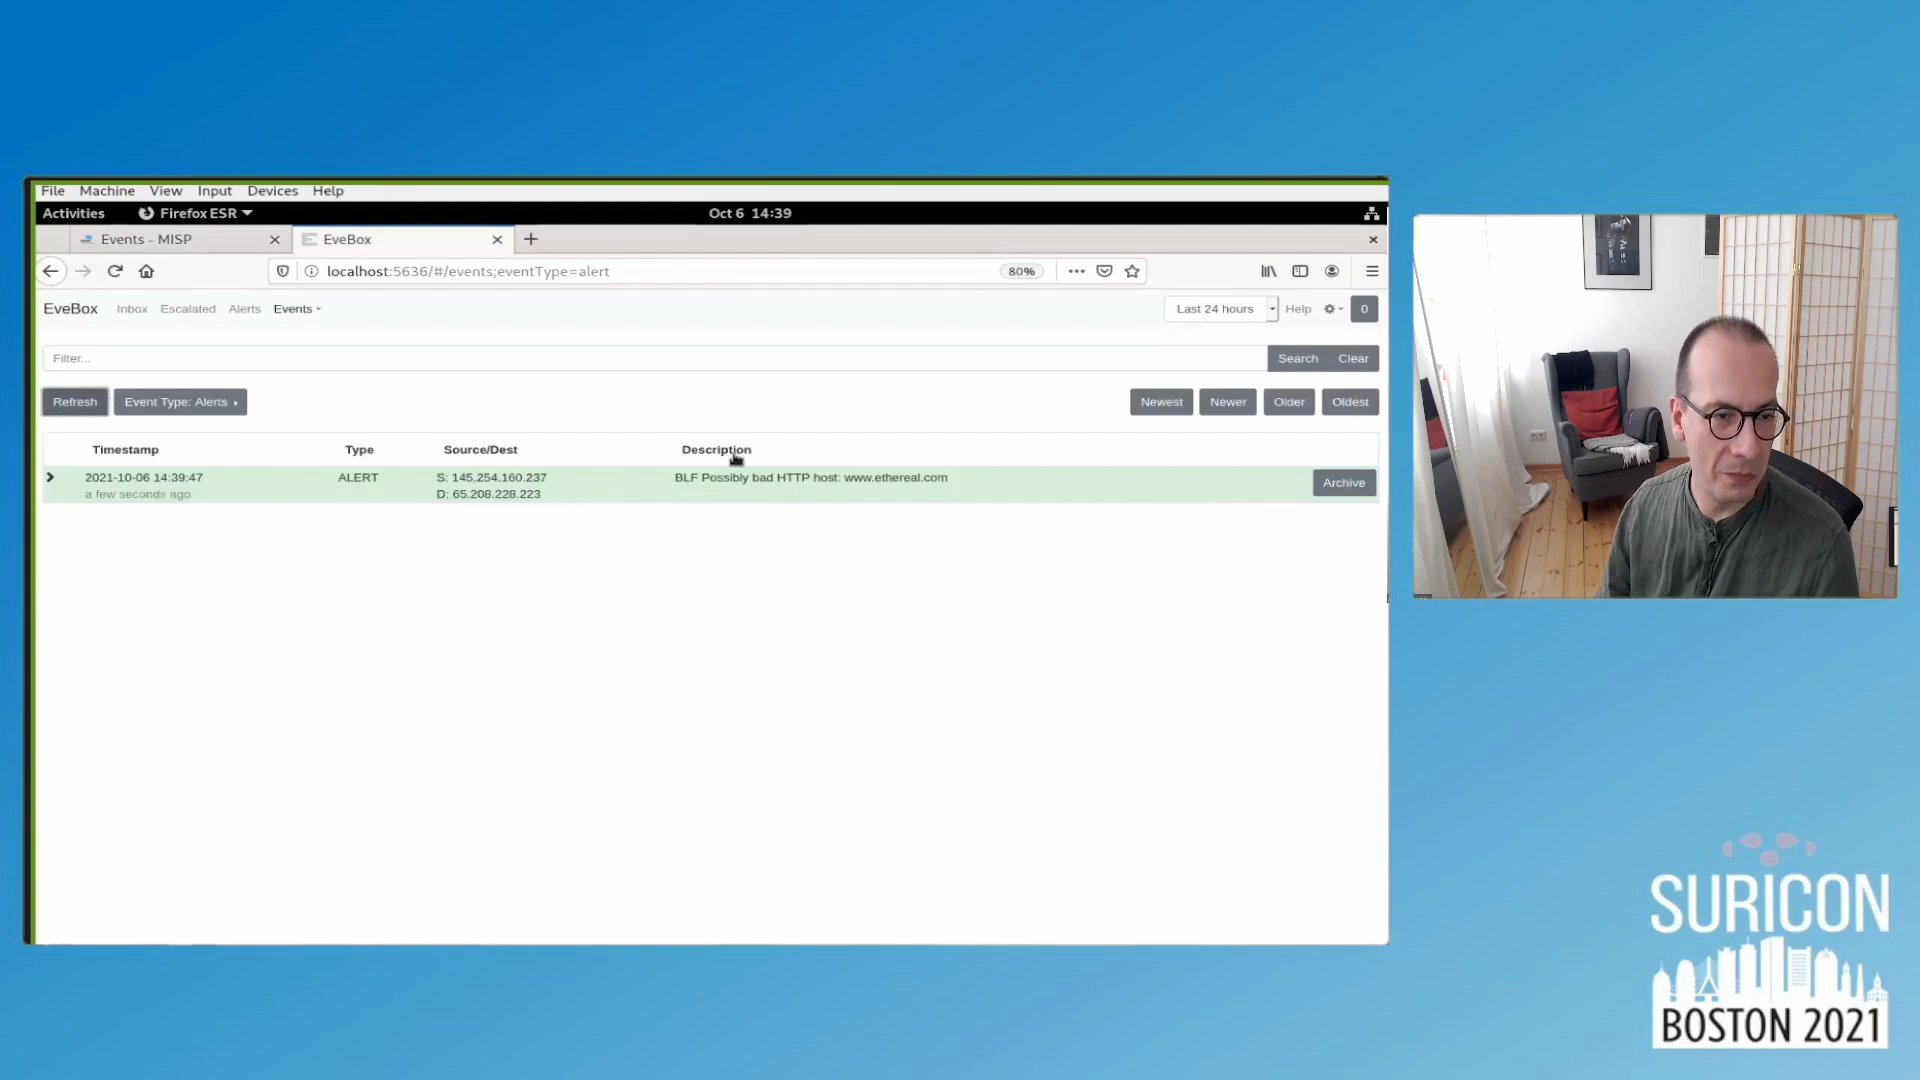 File Machine View Input Devices Help
Activities Firefox ESR Oct 6 14:39
Events - MISP EveBox
localhost:5636/#/events;eventType=alert 80%
EveBox Inbox Escalated Alerts Events Last 24 hours Help 0
Filter... Search Clear
Refresh Event Type: Alerts Newest Newer Older Oldest
Timestamp Type Source/Dest Description
2021-10-06 14:39:47 ALERT S: 145.254.160.237 BLF Possibly bad HTTP host: www.ethereal.com Archive
a few seconds ago D: 65.208.228.223
SURICON
BOSTON 2021